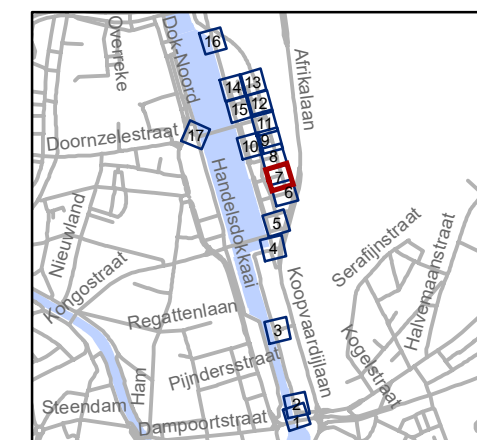 16
Overreke
Dok-Noord
Afrikalaan
14
13
15
12
11
Doornzelestraat
17
10
9
8
7
6
Nieuwland
Handelsdokkaai
5
4
Kongostraat
Serafijnstraat
Halvemaanstraat
Koopvaardijlaan
Regattenlaan
3
Kogelstraat
Pijndersstraat
Ham
Steendam
2
Dampoortstraat
1